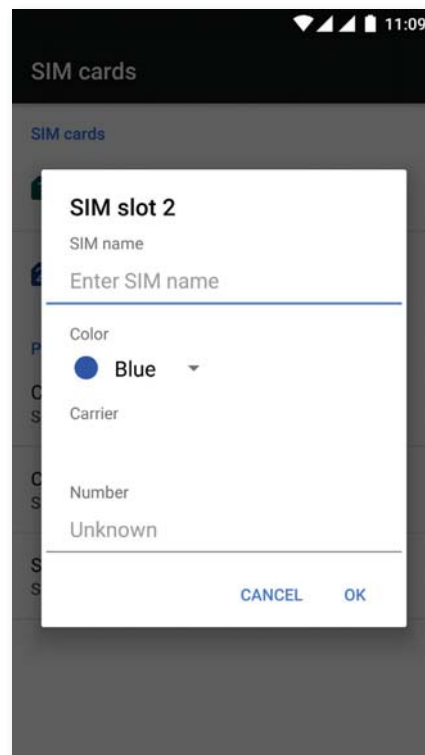 11:09
SIM cards
SIM cards
SIM slot 2
SIM name
Enter SIM name
P
Color
Blue
C
S
Carrier
C
S
Number
Unknown
S
S
CANCEL OK